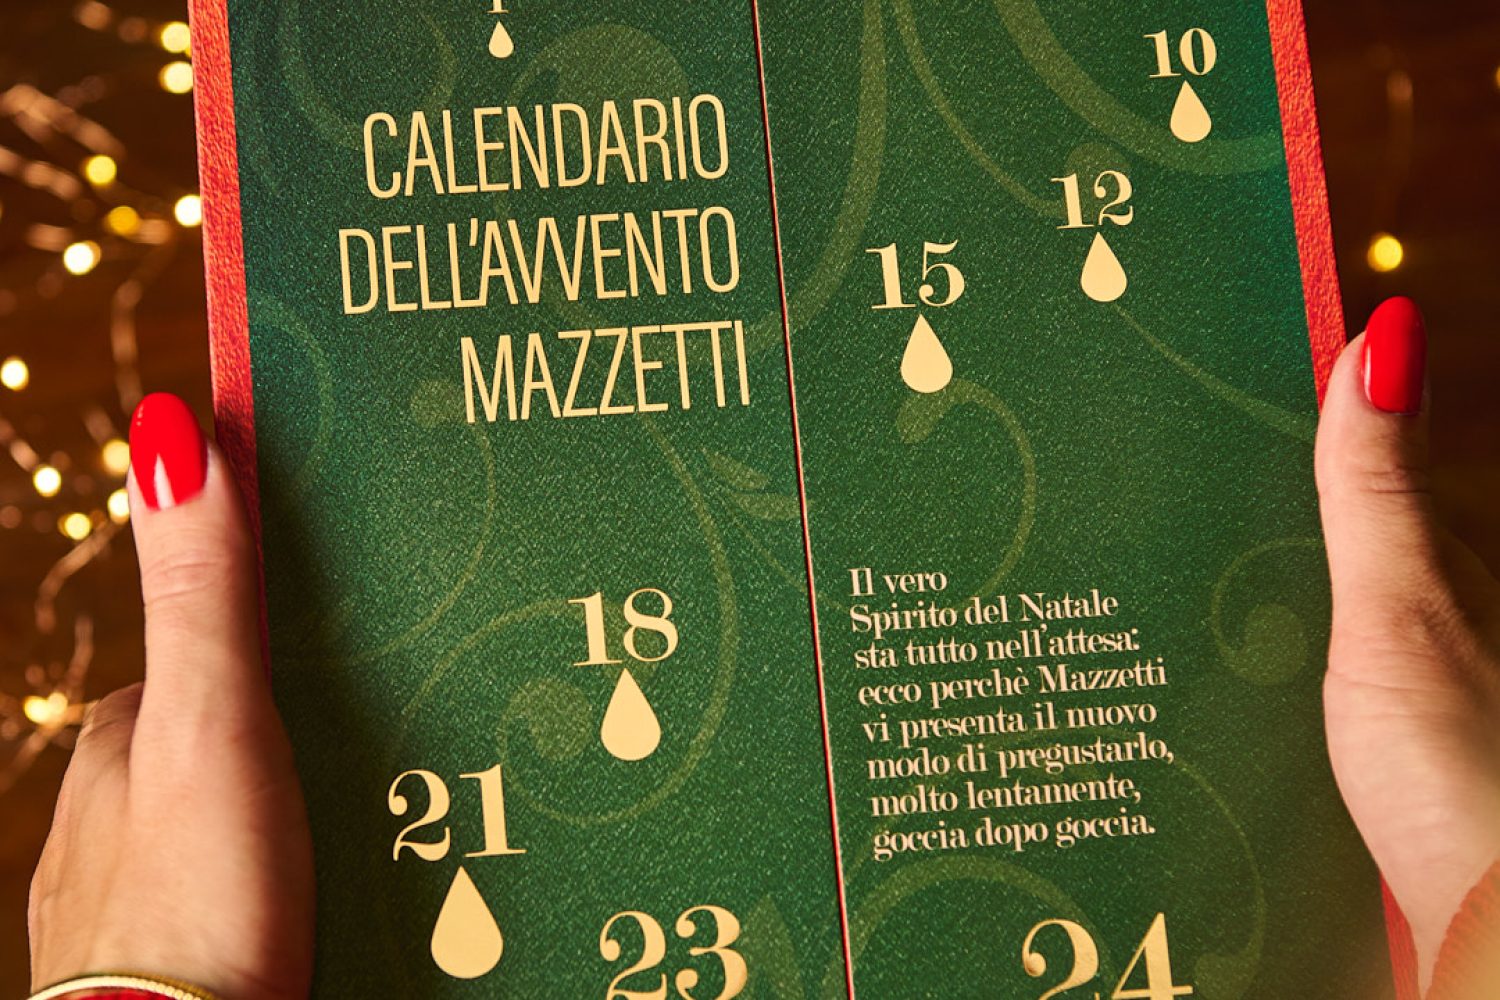 CALENDARIO
DELL'AVVENTO
MAZZETTI
10
12
15
18
21
23
24
Il vero
Spirito del Natale
sta tutto nell'attesa:
ecco perchè Mazzetti
vi presenta il nuovo
modo di pregustarlo,
molto lentamente,
goccia dopo goccia.